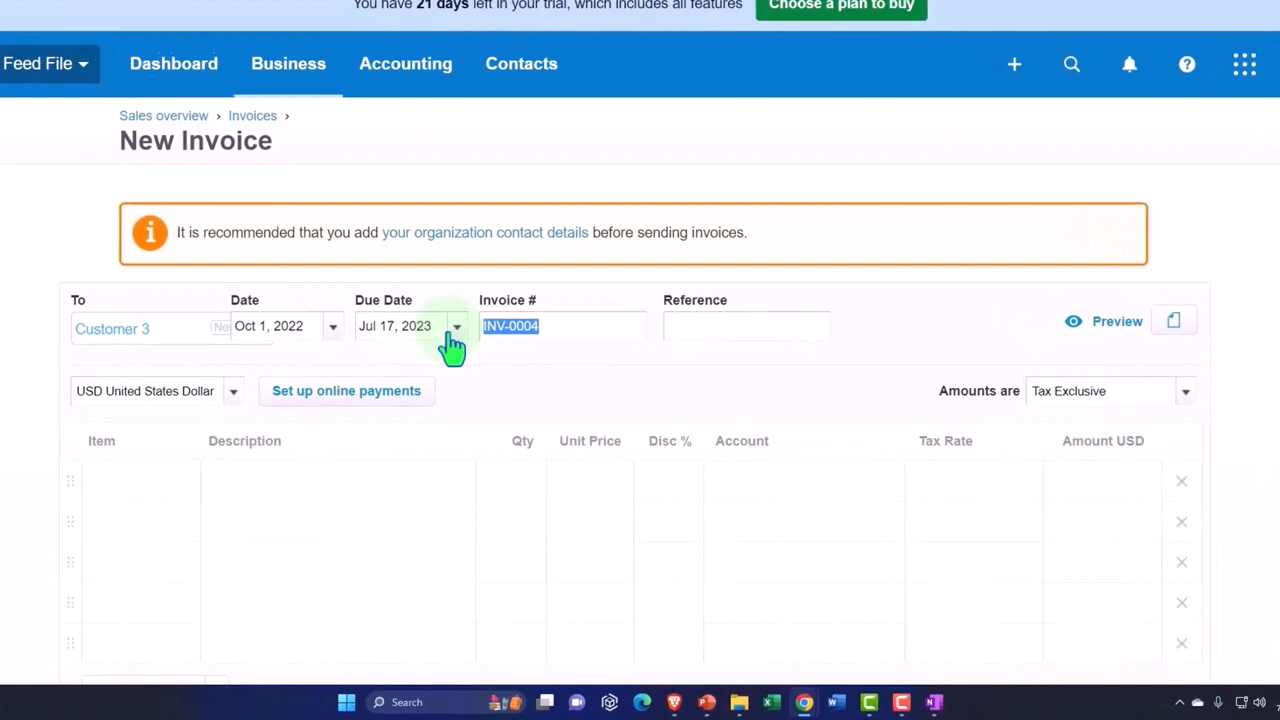 You have 21 days left in your trial, which includes all features
Choose a plan to buy
Feed File
Dashboard
Business
Accounting
Contacts
Sales overview › Invoices ›
New Invoice
It is recommended that you add your organization contact details before sending invoices.
To
Date
Due Date
Invoice #
Reference
Customer 3
Oct 1, 2022
Jul 17, 2023
INV-0004
Preview
USD United States Dollar
Set up online payments
Amounts are
Tax Exclusive
Item
Description
Qty
Unit Price
Disc %
Account
Tax Rate
Amount USD
Search